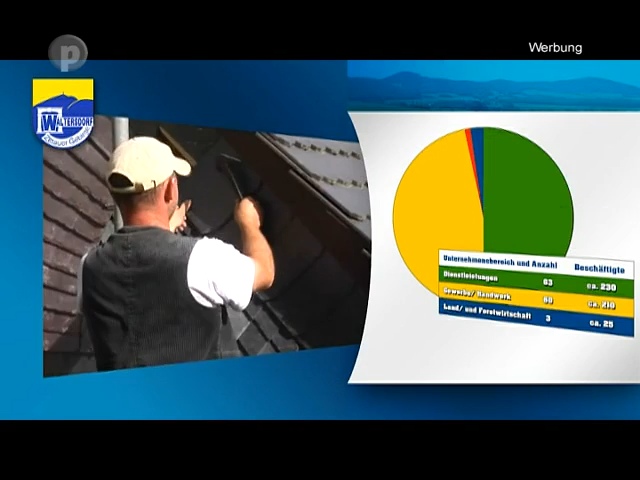 Werbung
p
WALTERSDORF
Zittauer Gebirge
Unternehmensbereich und Anzahl Beschäftigte
Dienstleistungen 63 ca. 230
Gewerbe/ Handwerk 60 ca. 210
Land/ und Forstwirtschaft 3 ca. 25